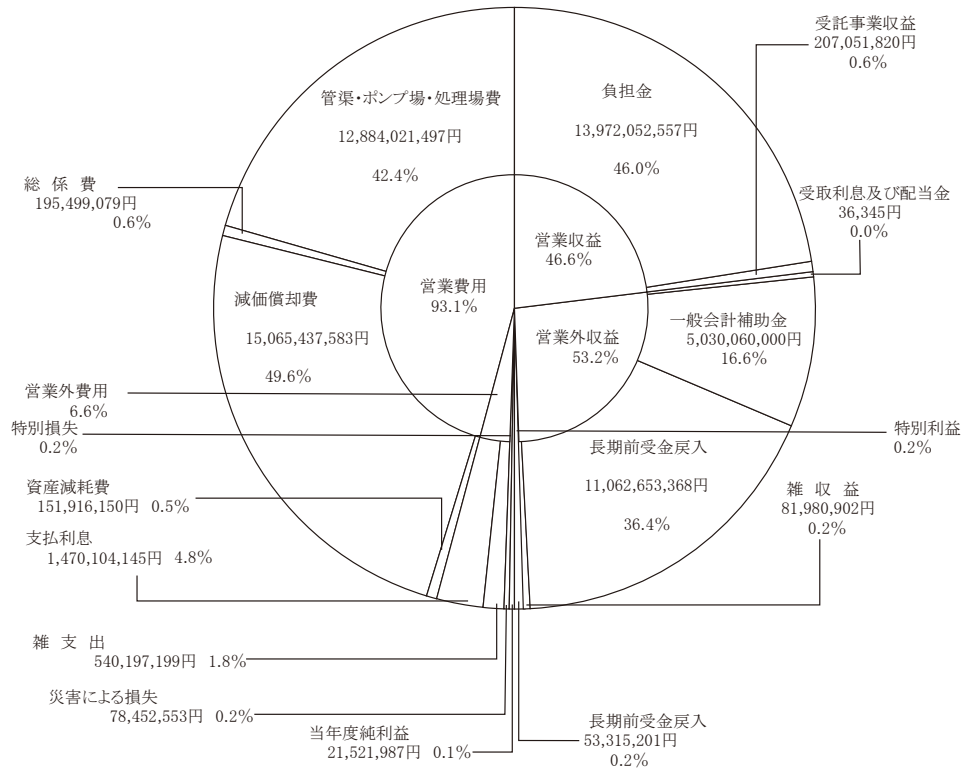 受託事業収益
207,051,820円
0.6%
管渠・ポンプ場・処理場費
12,884,021,497円
42.4%
負担金
13,972,052,557円
46.0%
総 係 費
195,499,079円
0.6%
受取利息及び配当金
36,345円
0.0%
営業収益
46.6%
営業費用
93.1%
減価償却費
15,065,437,583円
49.6%
営業外収益
53.2%
一般会計補助金
5,030,060,000円
16.6%
営業外費用
6.6%
特別損失
0.2%
特別利益
0.2%
長期前受金戻入
11,062,653,368円
36.4%
資産減耗費
151,916,150円 0.5%
雑 収 益
81,980,902円
0.2%
支払利息
1,470,104,145円 4.8%
雑 支 出
540,197,199円 1.8%
災害による損失
78,452,553円 0.2%
当年度純利益
21,521,987円 0.1%
長期前受金戻入
53,315,201円
0.2%